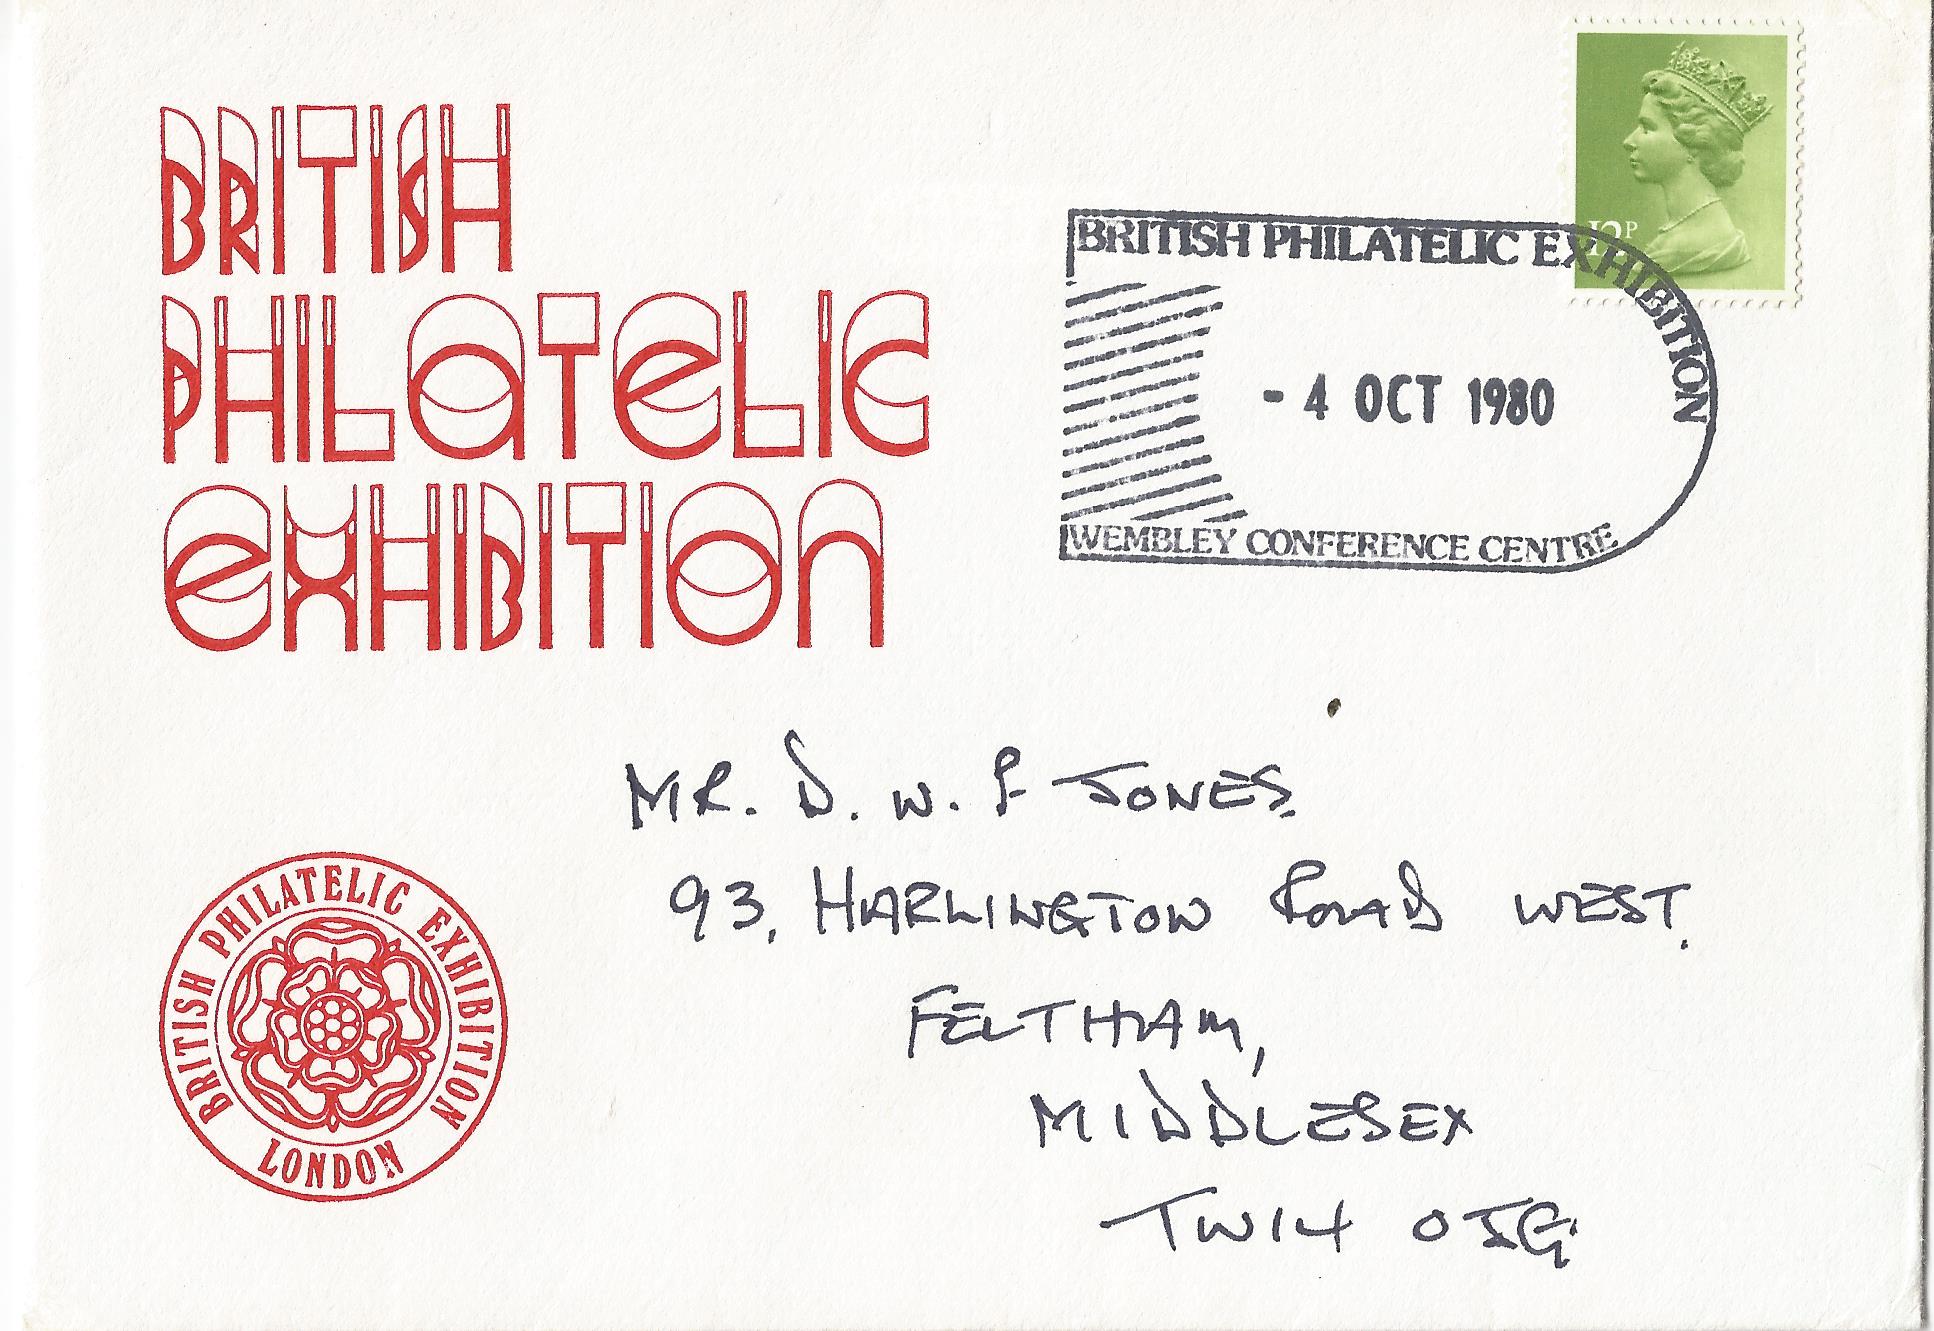 BRITISH
PHILATELIC
EXHIBITION
12P
BRITISH PHILATELIC EXHIBITION
- 4 OCT 1980
WEMBLEY CONFERENCE CENTRE
MR. D. W. F JONES.
93, HARLINGTON ROAD WEST.
FELTHAM,
MIDDLESEX
TW14 0JG
BRITISH PHILATELIC EXHIBITION
LONDON